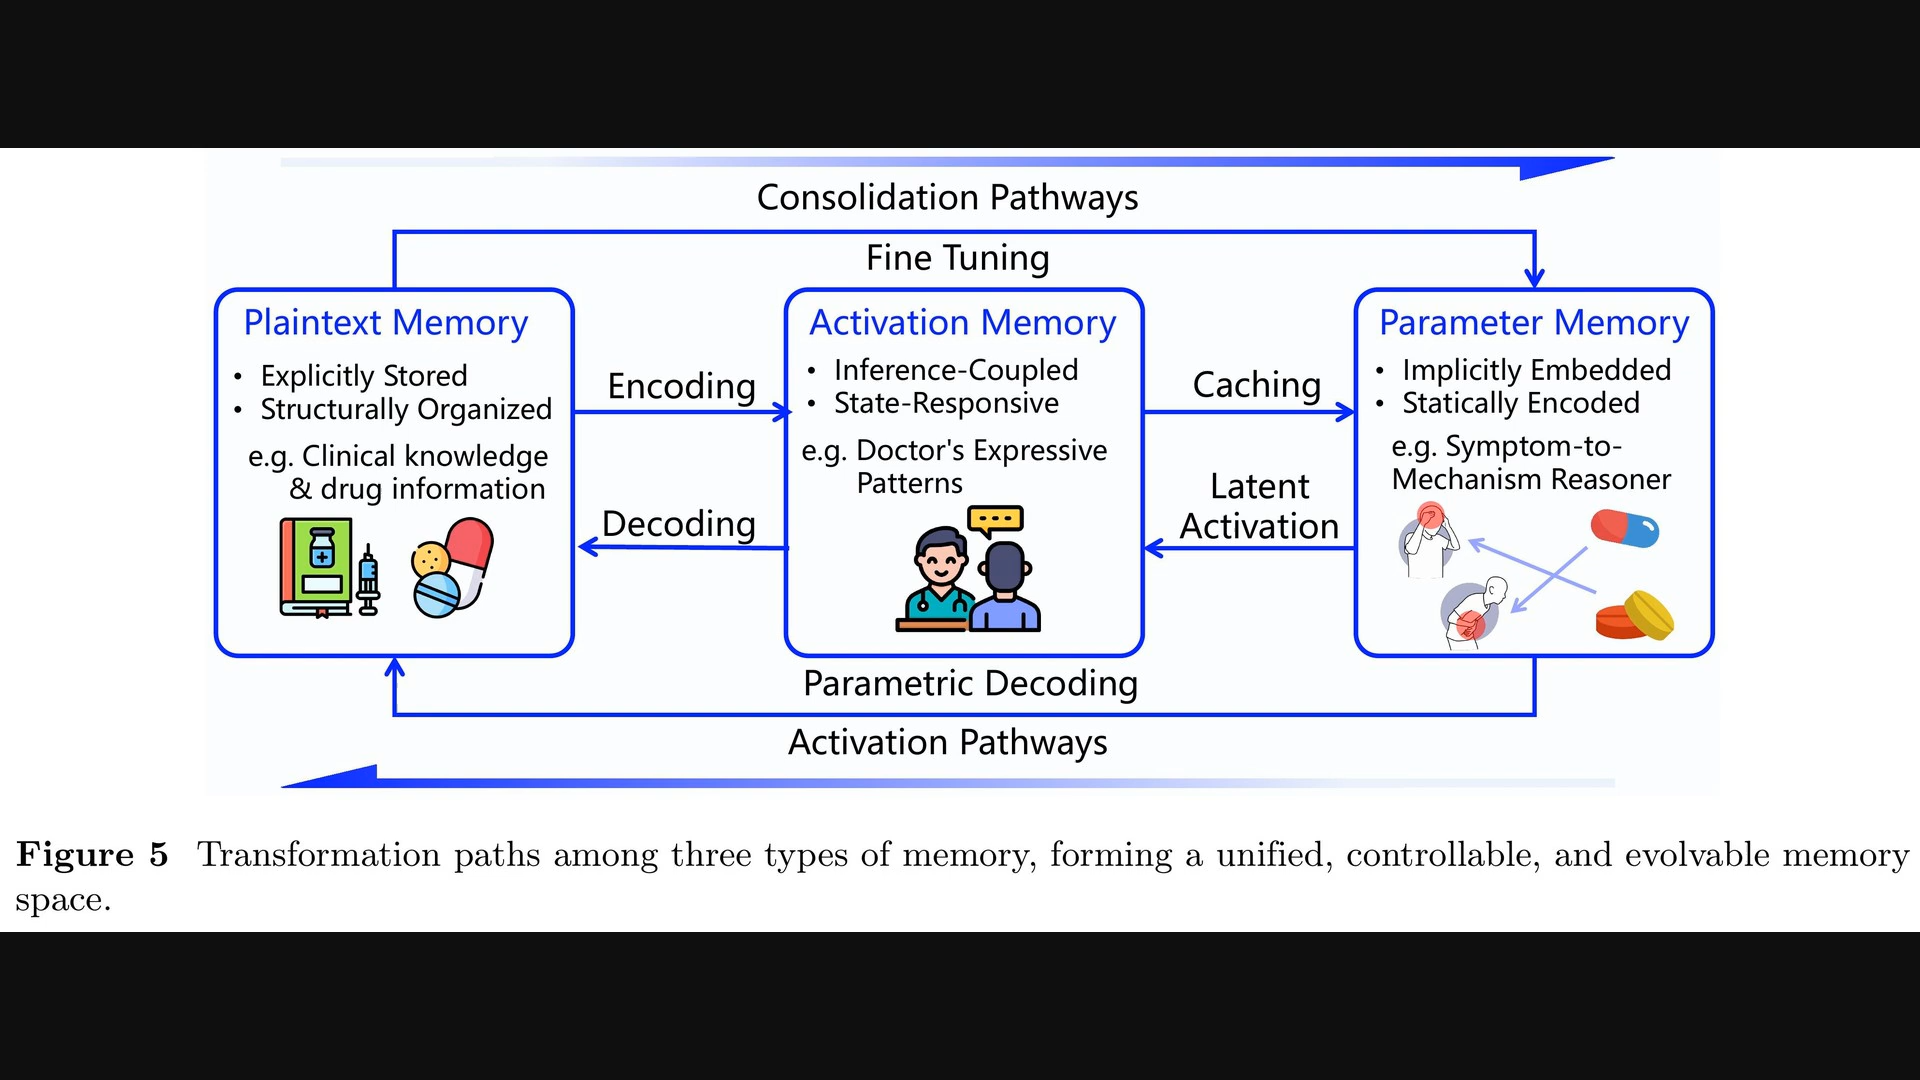 Consolidation Pathways
Fine Tuning
Plaintext Memory
• Explicitly Stored
• Structurally Organized
e.g. Clinical knowledge
& drug information
Encoding
Decoding
Activation Memory
• Inference-Coupled
• State-Responsive
e.g. Doctor's Expressive
Patterns
Caching
Latent
Activation
Parameter Memory
• Implicitly Embedded
• Statically Encoded
e.g. Symptom-to-
Mechanism Reasoner
Parametric Decoding
Activation Pathways
Figure 5 Transformation paths among three types of memory, forming a unified, controllable, and evolvable memory
space.